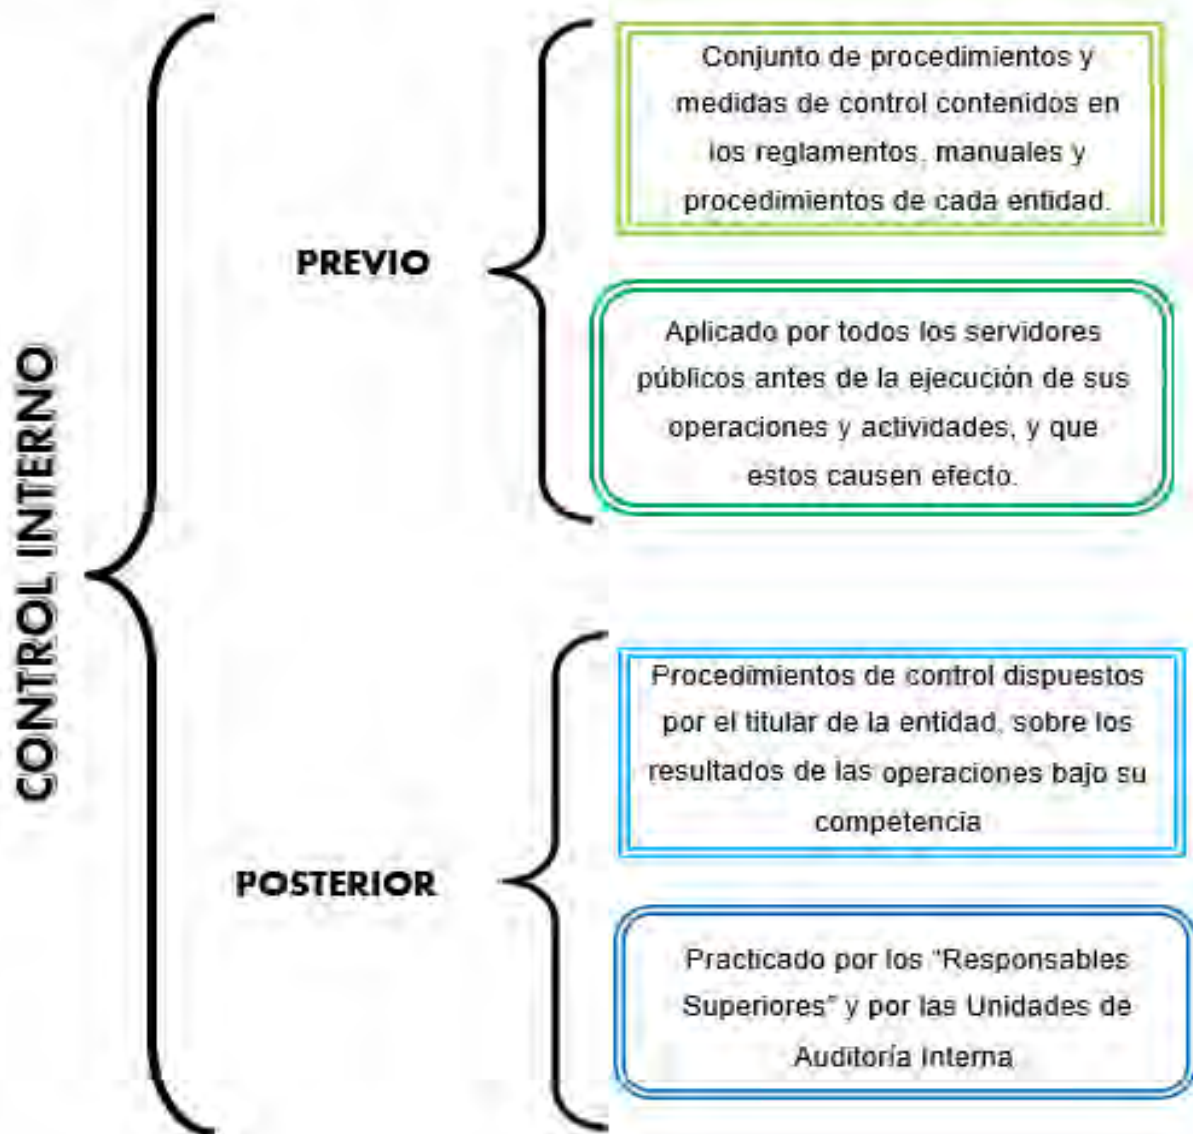 CONTROL INTERNO
PREVIO
Conjunto de procedimientos y
medidas de control contenidos en
los reglamentos, manuales y
procedimientos de cada entidad.
Aplicado por todos los servidores
públicos antes de la ejecución de sus
operaciones y actividades, y que
estos causen efecto.
POSTERIOR
Procedimientos de control dispuestos
por el titular de la entidad, sobre los
resultados de las operaciones bajo su
competencia
Practicado por los "Responsables
Superiores" y por las Unidades de
Auditoría Interna